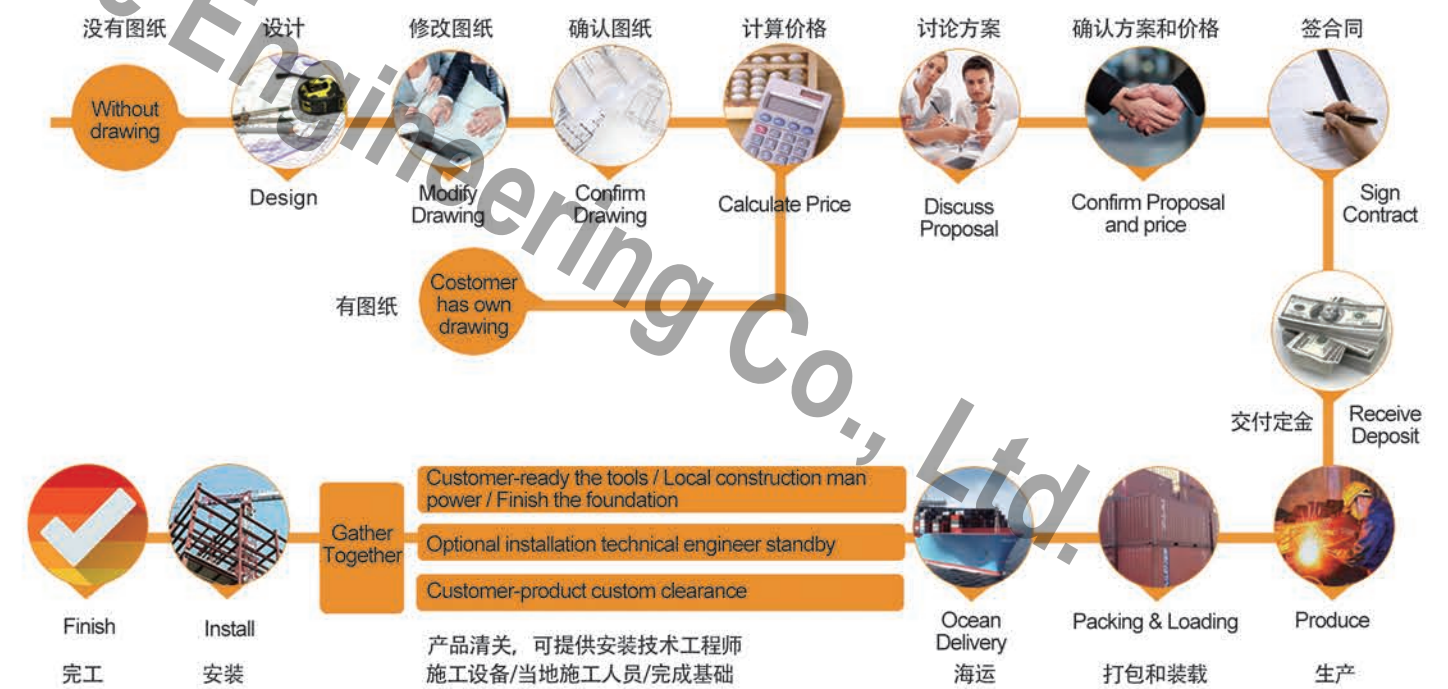 没有图纸
设计
修改图纸
确认图纸
计算价格
讨论方案
确认方案和价格
签合同
Without
drawing
Design
Modify
Drawing
Confirm
Drawing
Calculate Price
Discuss
Proposal
Confirm Proposal
and price
Sign
Contract
有图纸
Costomer
has own
drawing
交付定金
Receive
Deposit
Finish
完工
Install
安装
Gather
Together
Customer-ready the tools / Local construction man
power / Finish the foundation
Optional installation technical engineer standby
Customer-product custom clearance
产品清关，可提供安装技术工程师
施工设备/当地施工人员/完成基础
Ocean
Delivery
海运
Packing & Loading
打包和装载
Produce
生产
Engineering Co., Ltd.